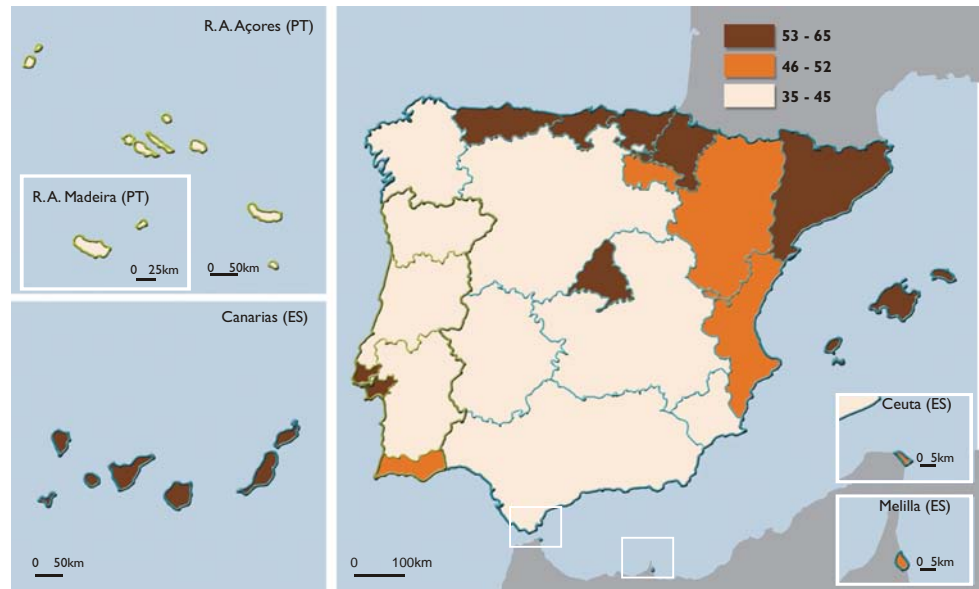 R.A. Açores (PT)
R.A. Madeira (PT)
0 25km
0 50km
Canarias (ES)
0 50km
53 - 65
46 - 52
35 - 45
0 100km
Ceuta (ES)
0 5km
Melilla (ES)
0 5km